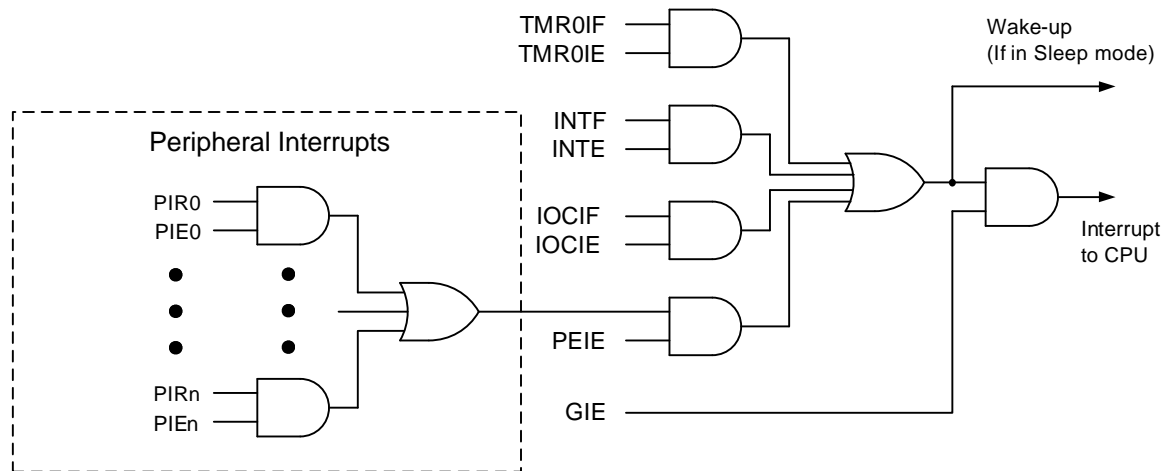 TMR0IF
TMR0IE
Wake-up
(If in Sleep mode)
INTF
INTE
Peripheral Interrupts
PIR0
PIE0
IOCIF
IOCIE
Interrupt
to CPU
PEIE
PIRn
PIEn
GIE